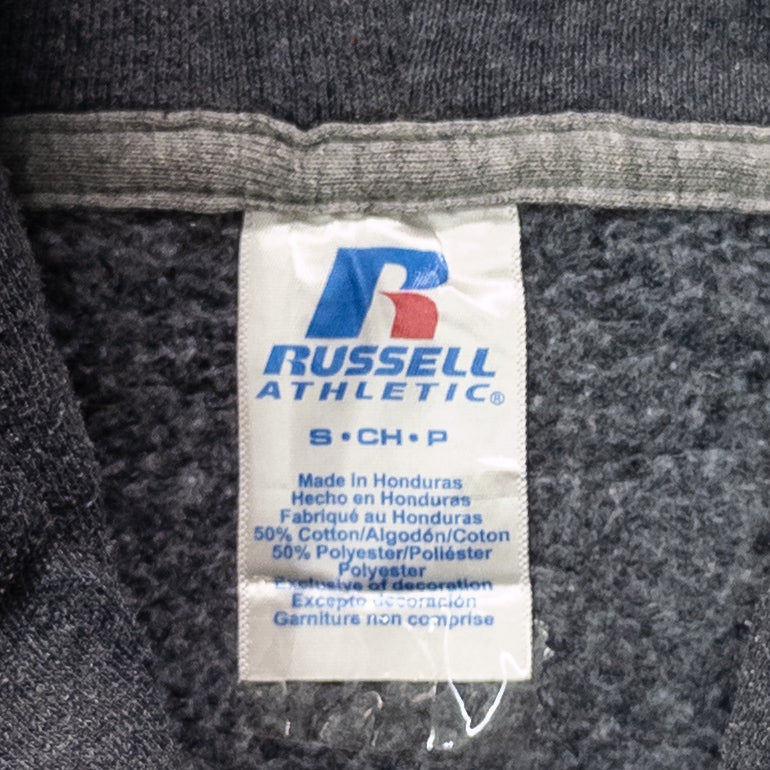 R
RUSSELL
ATHLETIC®
S • CH • P
Made In Honduras
Hecho en Honduras
Fabriqué au Honduras
50% Cotton/Algodón/Coton
50% Polyester/Poliéster
Polyester
Exclusive of decoration
Excepto decoración
Garniture non comprise